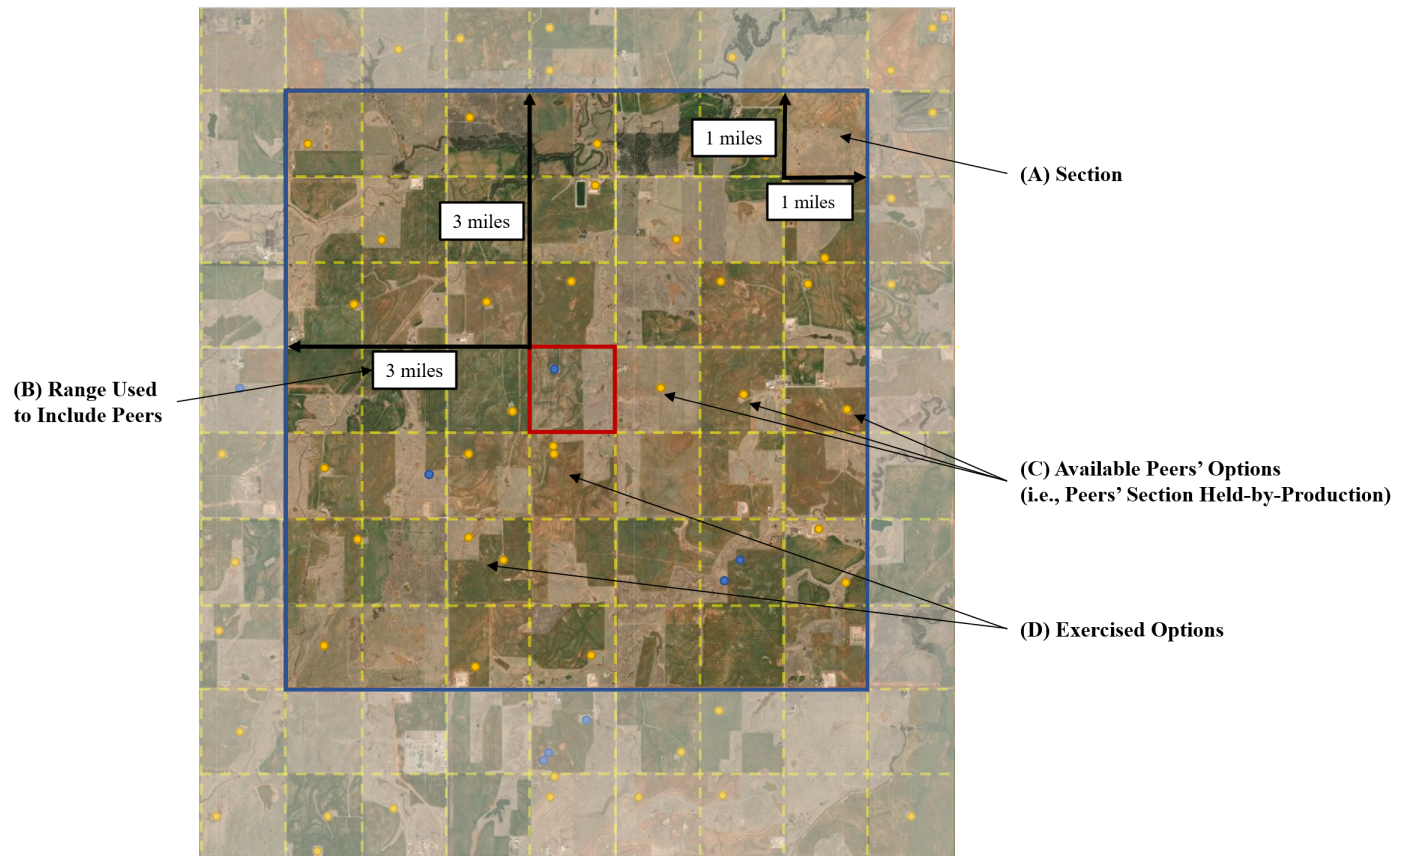 1 miles
(A) Section
1 miles
3 miles
3 miles
(B) Range Used
to Include Peers
(C) Available Peers’ Options
(i.e., Peers’ Section Held-by-Production)
(D) Exercised Options